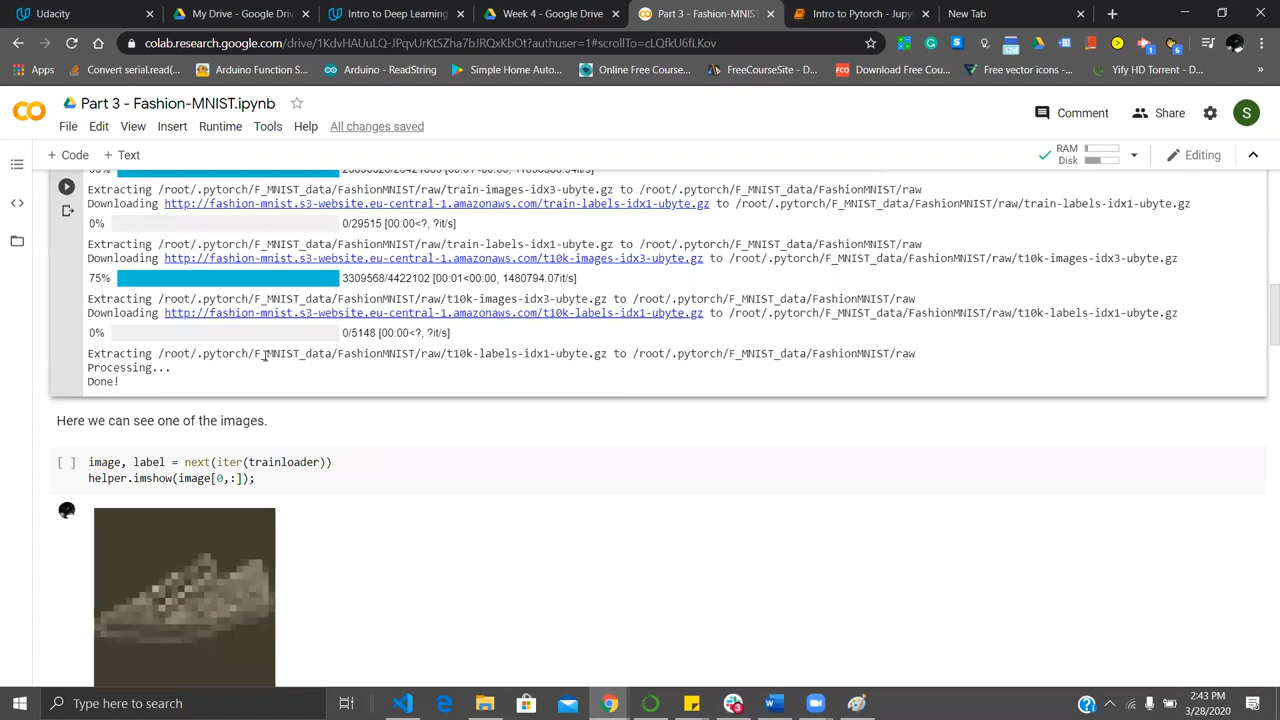 Udacity
My Drive - Google Drive
Intro to Deep Learning
Week 4 - Google Drive
Part 3 - Fashion-MNIST
Intro to Pytorch - Jup
New Tab
colab.research.google.com/drive/1KdvHAUuLQ-JPqvUrKtSZha7bJRQxKbOt?authuser=1#scrollTo=cLQfkU6fLKov
Apps
Convert serial.read(...
Arduino Function S...
Arduino - ReadString
Simple Home Auto...
Online Free Course...
FreeCourseSite - D...
Download Free Cou...
Free vector icons -...
Yify HD Torrent - D...
Part 3 - Fashion-MNIST.ipynb
Comment
Share
S
File Edit View Insert Runtime Tools Help All changes saved
+ Code + Text
RAM
Disk
Editing
Extracting /root/.pytorch/F_MNIST_data/FashionMNIST/raw/train-images-idx3-ubyte.gz to /root/.pytorch/F_MNIST_data/FashionMNIST/raw
Downloading http://fashion-mnist.s3-website.eu-central-1.amazonaws.com/train-labels-idx1-ubyte.gz to /root/.pytorch/F_MNIST_data/FashionMNIST/raw/train-labels-idx1-ubyte.gz
0% 0/29515 [00:00<?, ?it/s]
Extracting /root/.pytorch/F_MNIST_data/FashionMNIST/raw/train-labels-idx1-ubyte.gz to /root/.pytorch/F_MNIST_data/FashionMNIST/raw
Downloading http://fashion-mnist.s3-website.eu-central-1.amazonaws.com/t10k-images-idx3-ubyte.gz to /root/.pytorch/F_MNIST_data/FashionMNIST/raw/t10k-images-idx3-ubyte.gz
75% 3309568/4422102 [00:01<00:00, 1480794.07it/s]
Extracting /root/.pytorch/F_MNIST_data/FashionMNIST/raw/t10k-images-idx3-ubyte.gz to /root/.pytorch/F_MNIST_data/FashionMNIST/raw
Downloading http://fashion-mnist.s3-website.eu-central-1.amazonaws.com/t10k-labels-idx1-ubyte.gz to /root/.pytorch/F_MNIST_data/FashionMNIST/raw/t10k-labels-idx1-ubyte.gz
0% 0/5148 [00:00<?, ?it/s]
Extracting /root/.pytorch/F_MNIST_data/FashionMNIST/raw/t10k-labels-idx1-ubyte.gz to /root/.pytorch/F_MNIST_data/FashionMNIST/raw
Processing...
Done!
Here we can see one of the images.
[ ] image, label = next(iter(trainloader))
helper.imshow(image[0,:]);
Type here to search
2:43 PM
3/28/2020